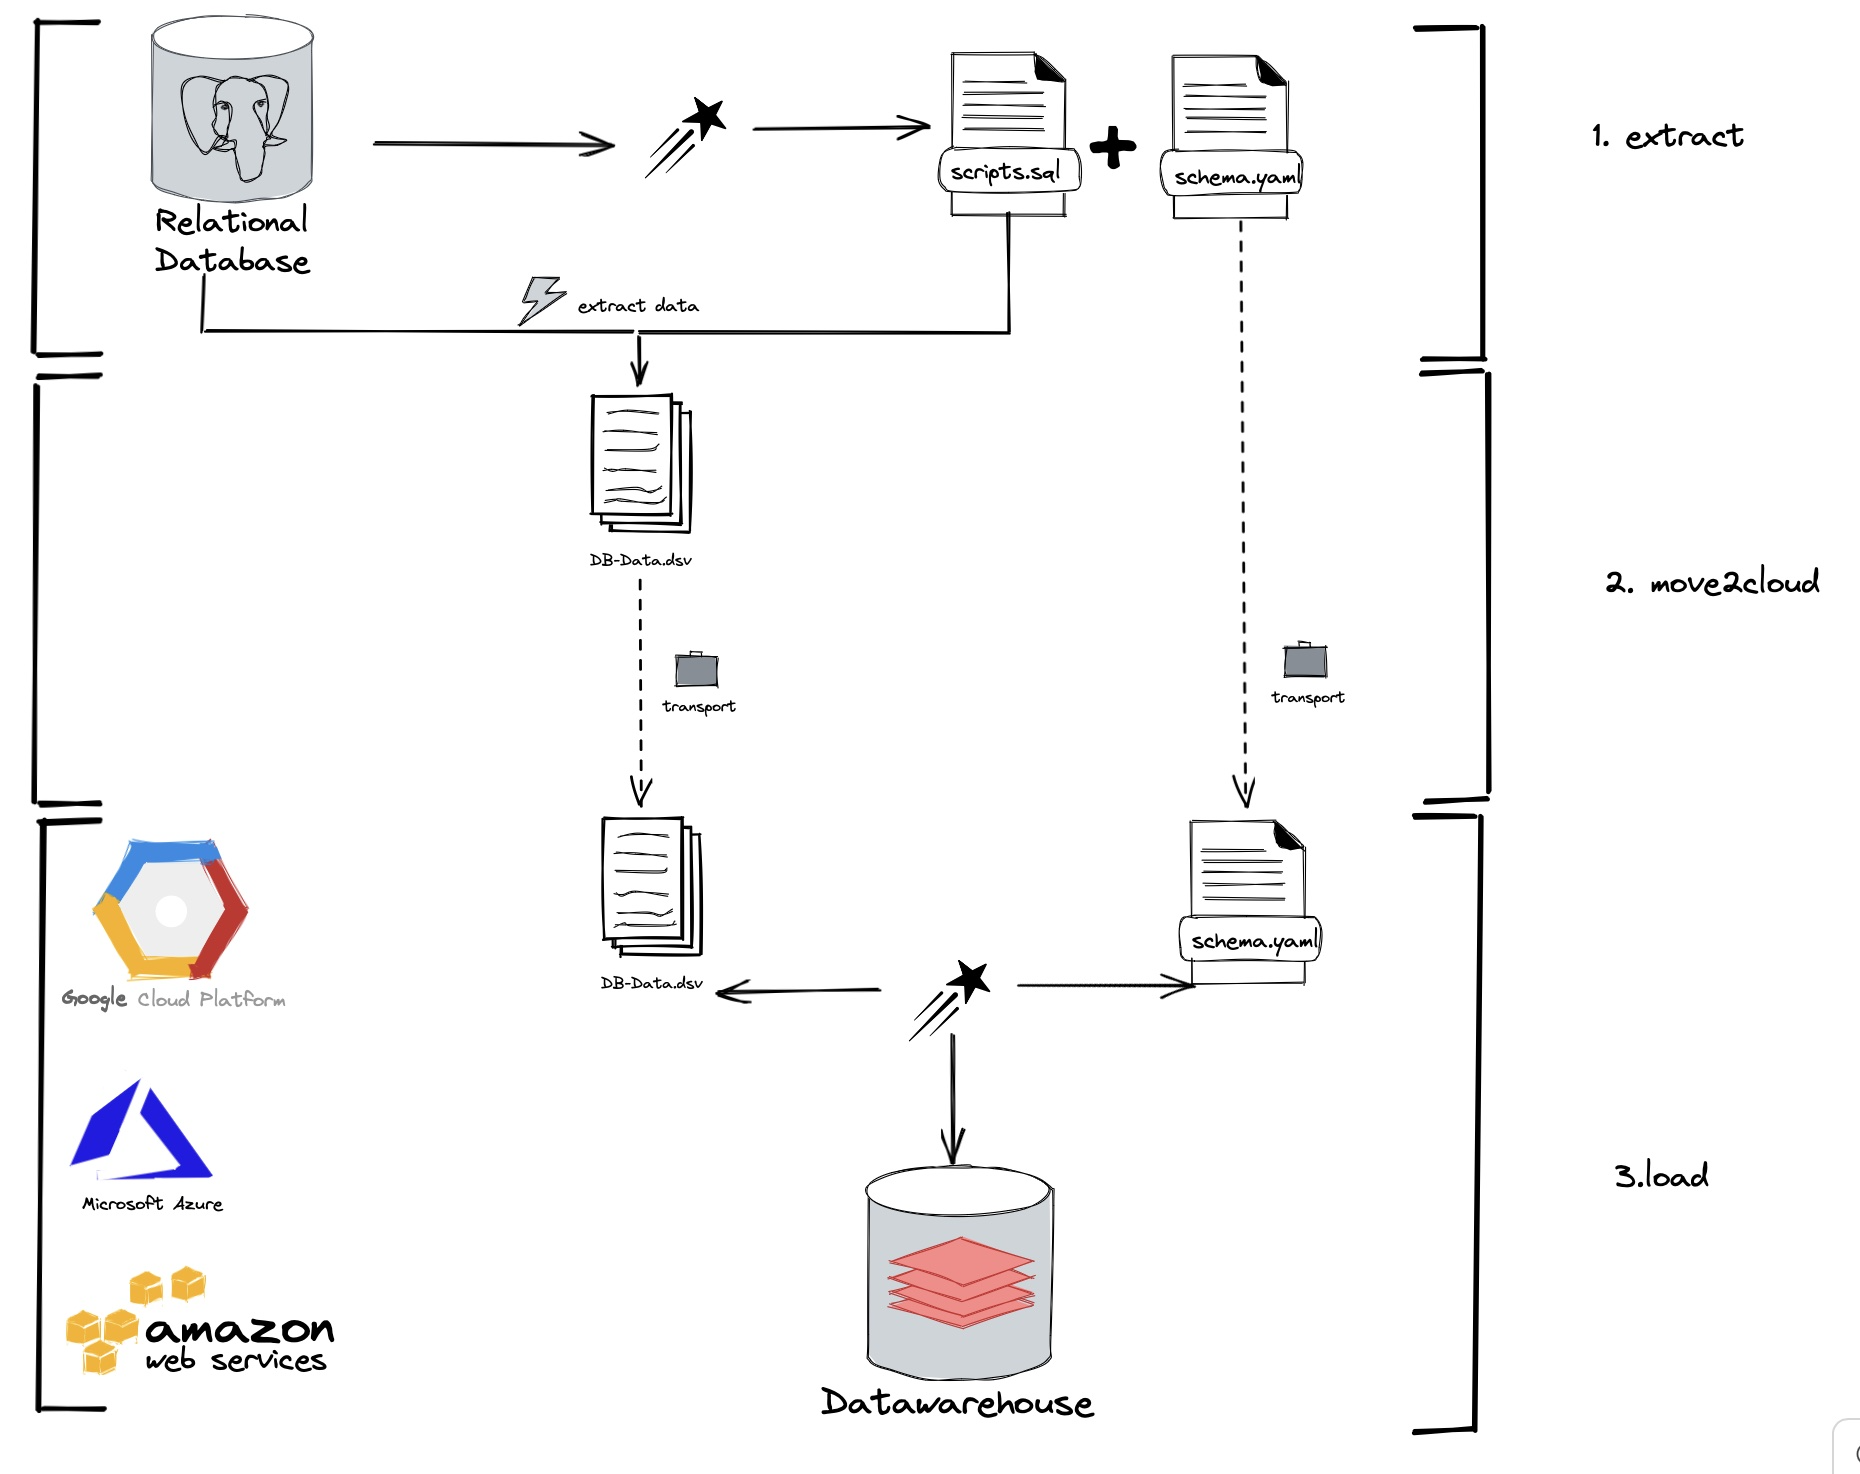 scripts.sql
schema.yaml
1. extract
Relational
Database
extract data
DB-Data.dsv
2. move2cloud
transport
transport
schema.yaml
DB-Data.dsv
Google Cloud Platform
Microsoft Azure
3.load
amazon
web services
Datawarehouse